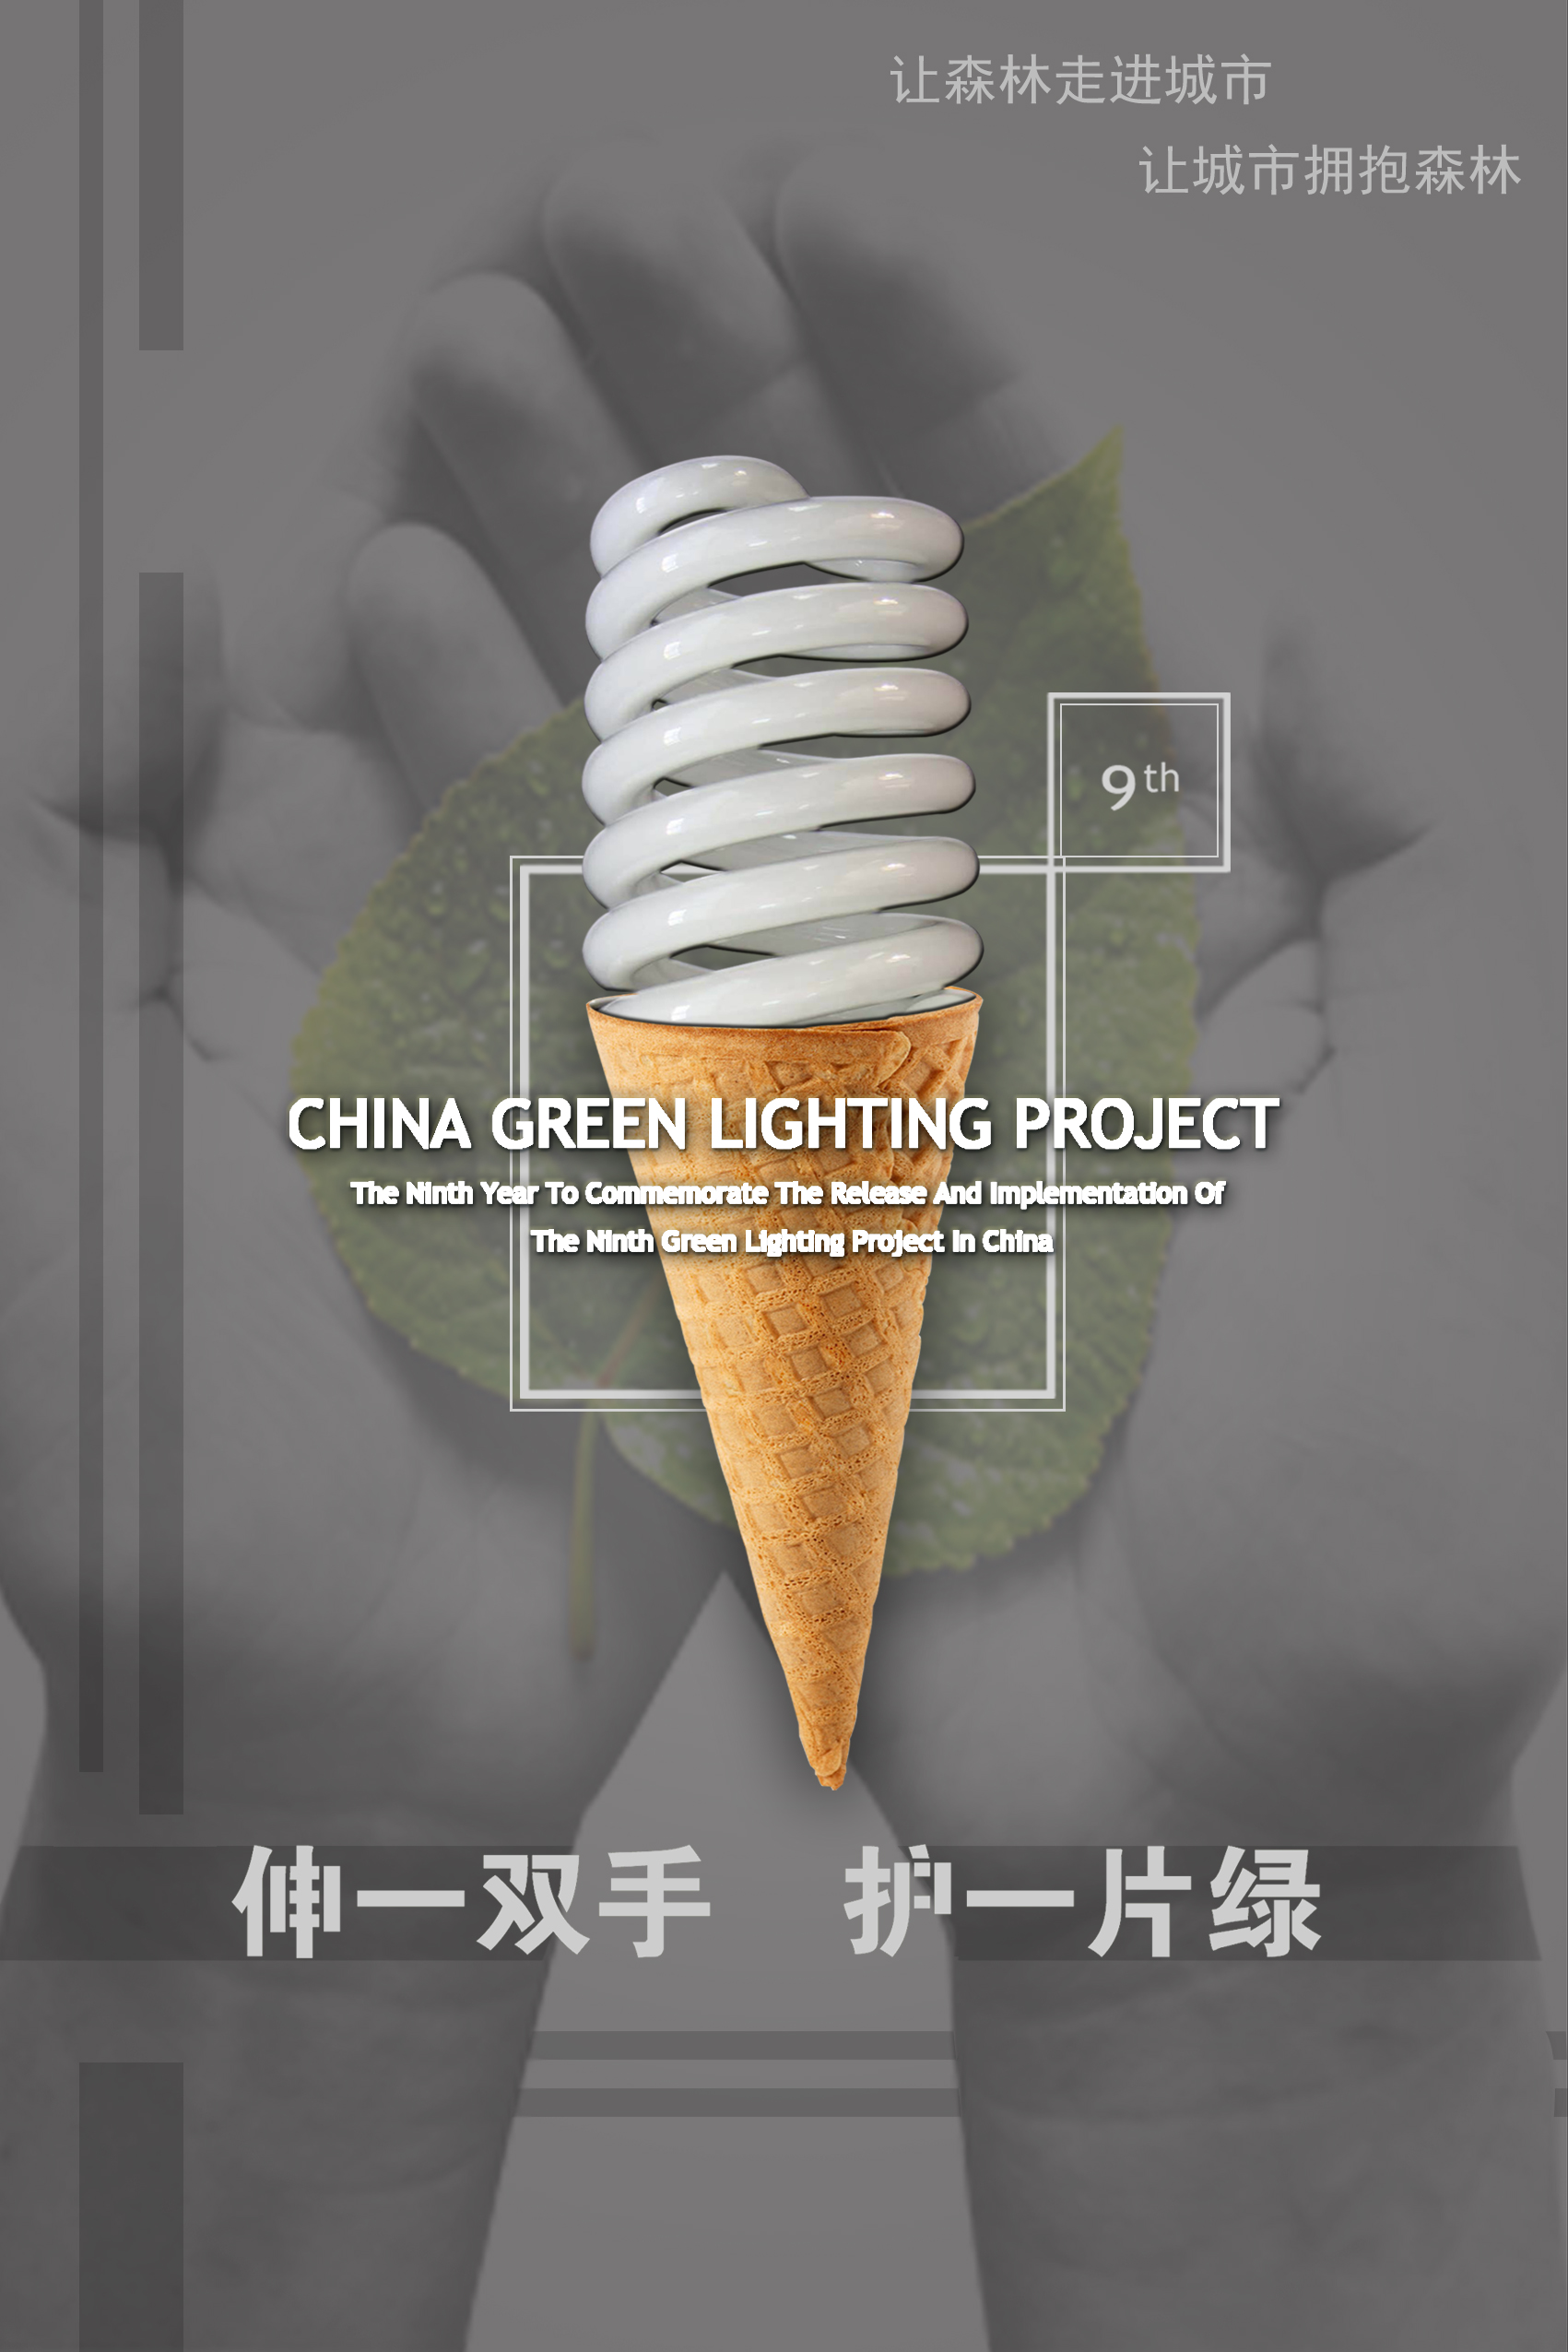 让森林走进城市
让城市拥抱森林
9th
CHINA GREEN LIGHTING PROJECT
The Ninth Year To Commemorate The Release And Implementation Of
The Ninth Green Lighting Project In China
伸一双手 护一片绿